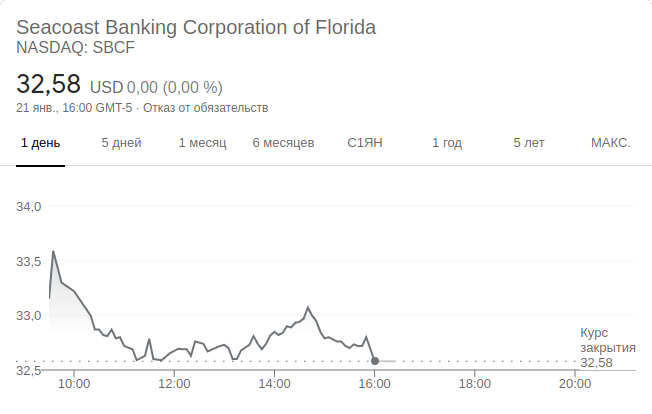 Seacoast Banking Corporation of Florida
NASDAQ: SBCF
32,58 USD 0,00 (0,00 %)
21 янв., 16:00 GMT-5 · Отказ от обязательств
1 день 5 дней 1 месяц 6 месяцев С1ЯН 1 год 5 лет МАКС.
34,0
33,5
33,0
Курс
закрытия
32,58
32,5
10:00 12:00 14:00 16:00 18:00 20:00